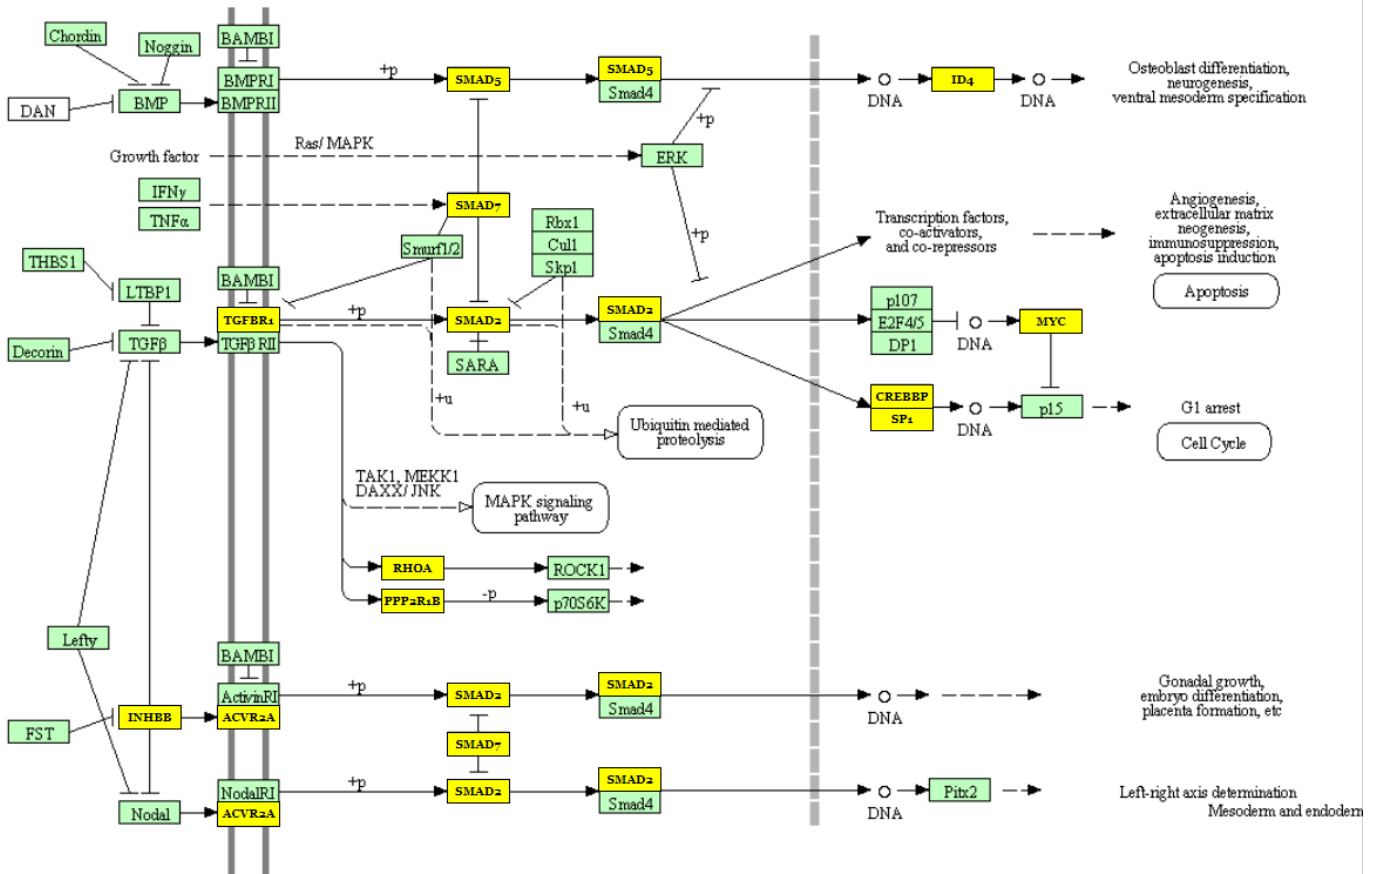 Chordin
Noggin
BAMBI
BMPRI
BMPRII
DAN
BMP
+p
SMAD5
SMAD5
Smad4
DNA
ID4
DNA
Osteoblast differentiation,
neurogenesis,
ventral mesoderm specification
Growth factor
Ras/ MAPK
+p
ERK
+p
IFNγ
TNFα
SMAD7
Smurf1/2
Rbx1
Cul1
Skp1
Transcription factors,
co-activators,
and co-repressors
Angiogenesis,
extracellular matrix
neogenesis,
immunosuppression,
apoptosis induction
Apoptosis
THBS1
LTBP1
BAMBI
TGFBR1
TGFβ RII
Decorin
TGFβ
+p
SMAD2
SARA
SMAD2
Smad4
p107
E2F4/5
DP1
DNA
MYC
CREBBP
SP1
DNA
p15
G1 arrest
Cell Cycle
+u
+u
Ubiquitin mediated
proteolysis
TAK1, MEKK1
DAXX/ JNK
MAPK signaling
pathway
RHOA
ROCK1
PPP2R1B
-p
p70S6K
Lefty
BAMBI
ActivinRI
ACVR2A
FST
INHBB
+p
SMAD2
SMAD2
Smad4
DNA
Gonadal growth,
embryo differentiation,
placenta formation, etc
SMAD7
Nodal
NodalRI
ACVR2A
+p
SMAD2
SMAD2
Smad4
DNA
Pitx2
Left-right axis determination
Mesoderm and endoderm